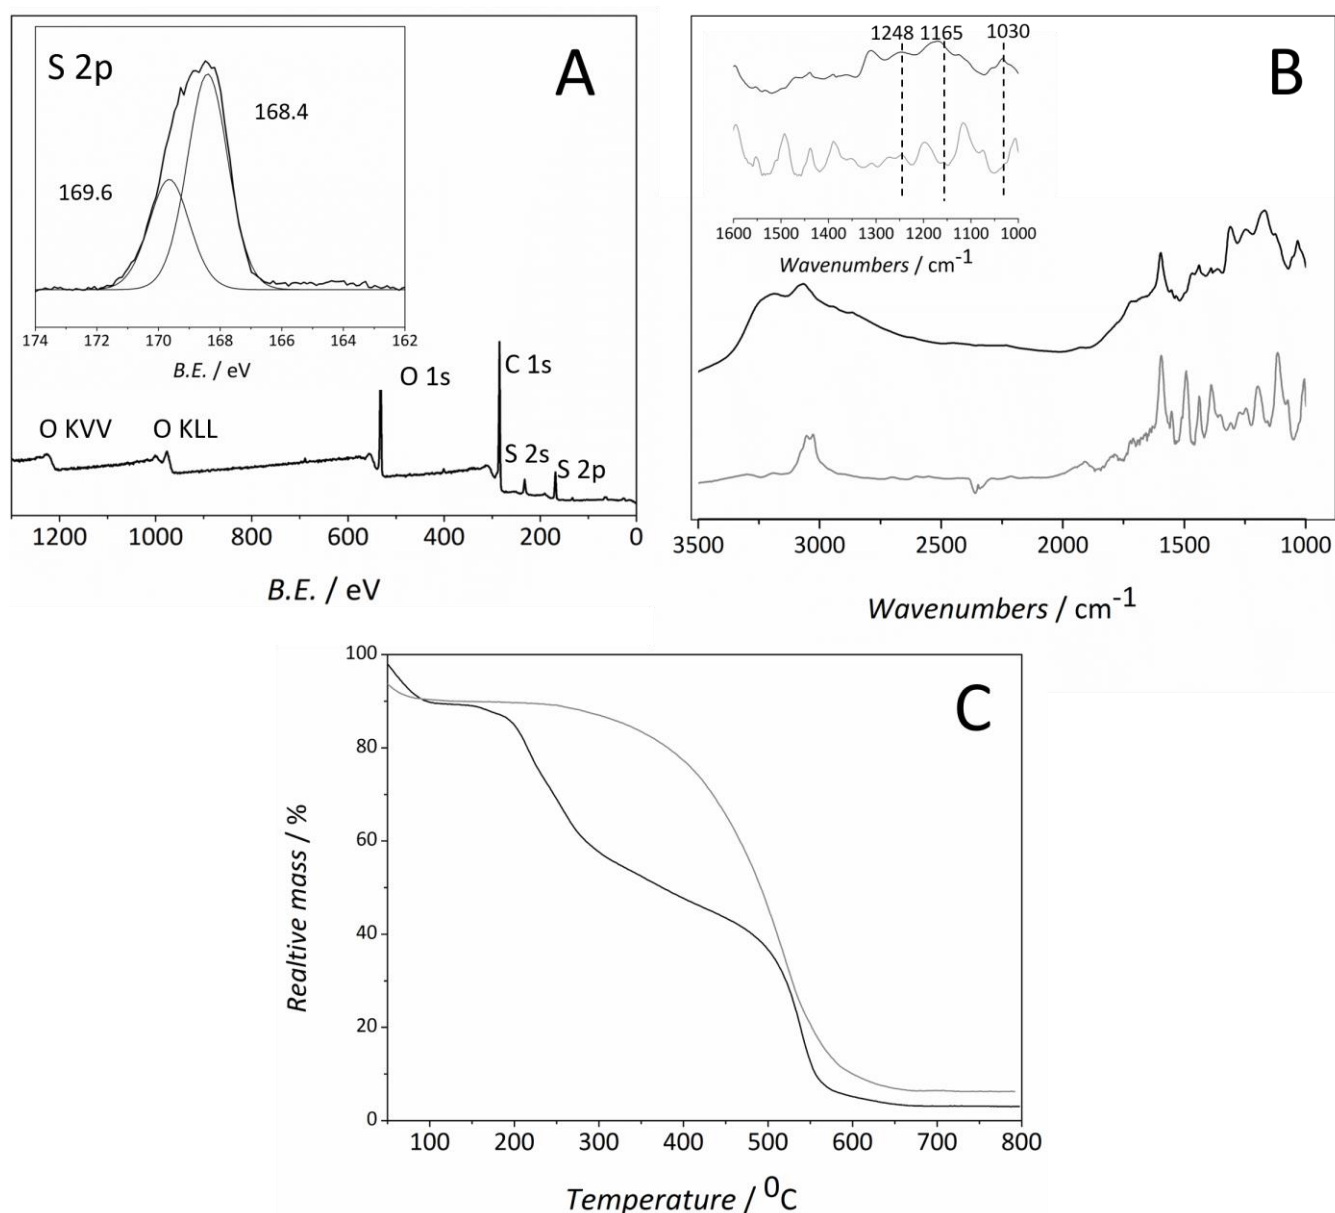 A
S 2p
168.4
169.6
174 172 170 168 166 164 162
B.E. / eV
O KVV
O KLL
O 1s
C 1s
S 2s
S 2p
1200 1000 800 600 400 200 0
B.E. / eV
B
1248 1165 1030
1600 1500 1400 1300 1200 1100 1000
Wavenumbers / cm-1
3500 3000 2500 2000 1500 1000
Wavenumbers / cm-1
C
100
80
60
40
20
0
Realtive mass / %
100 200 300 400 500 600 700 800
Temperature / 0C